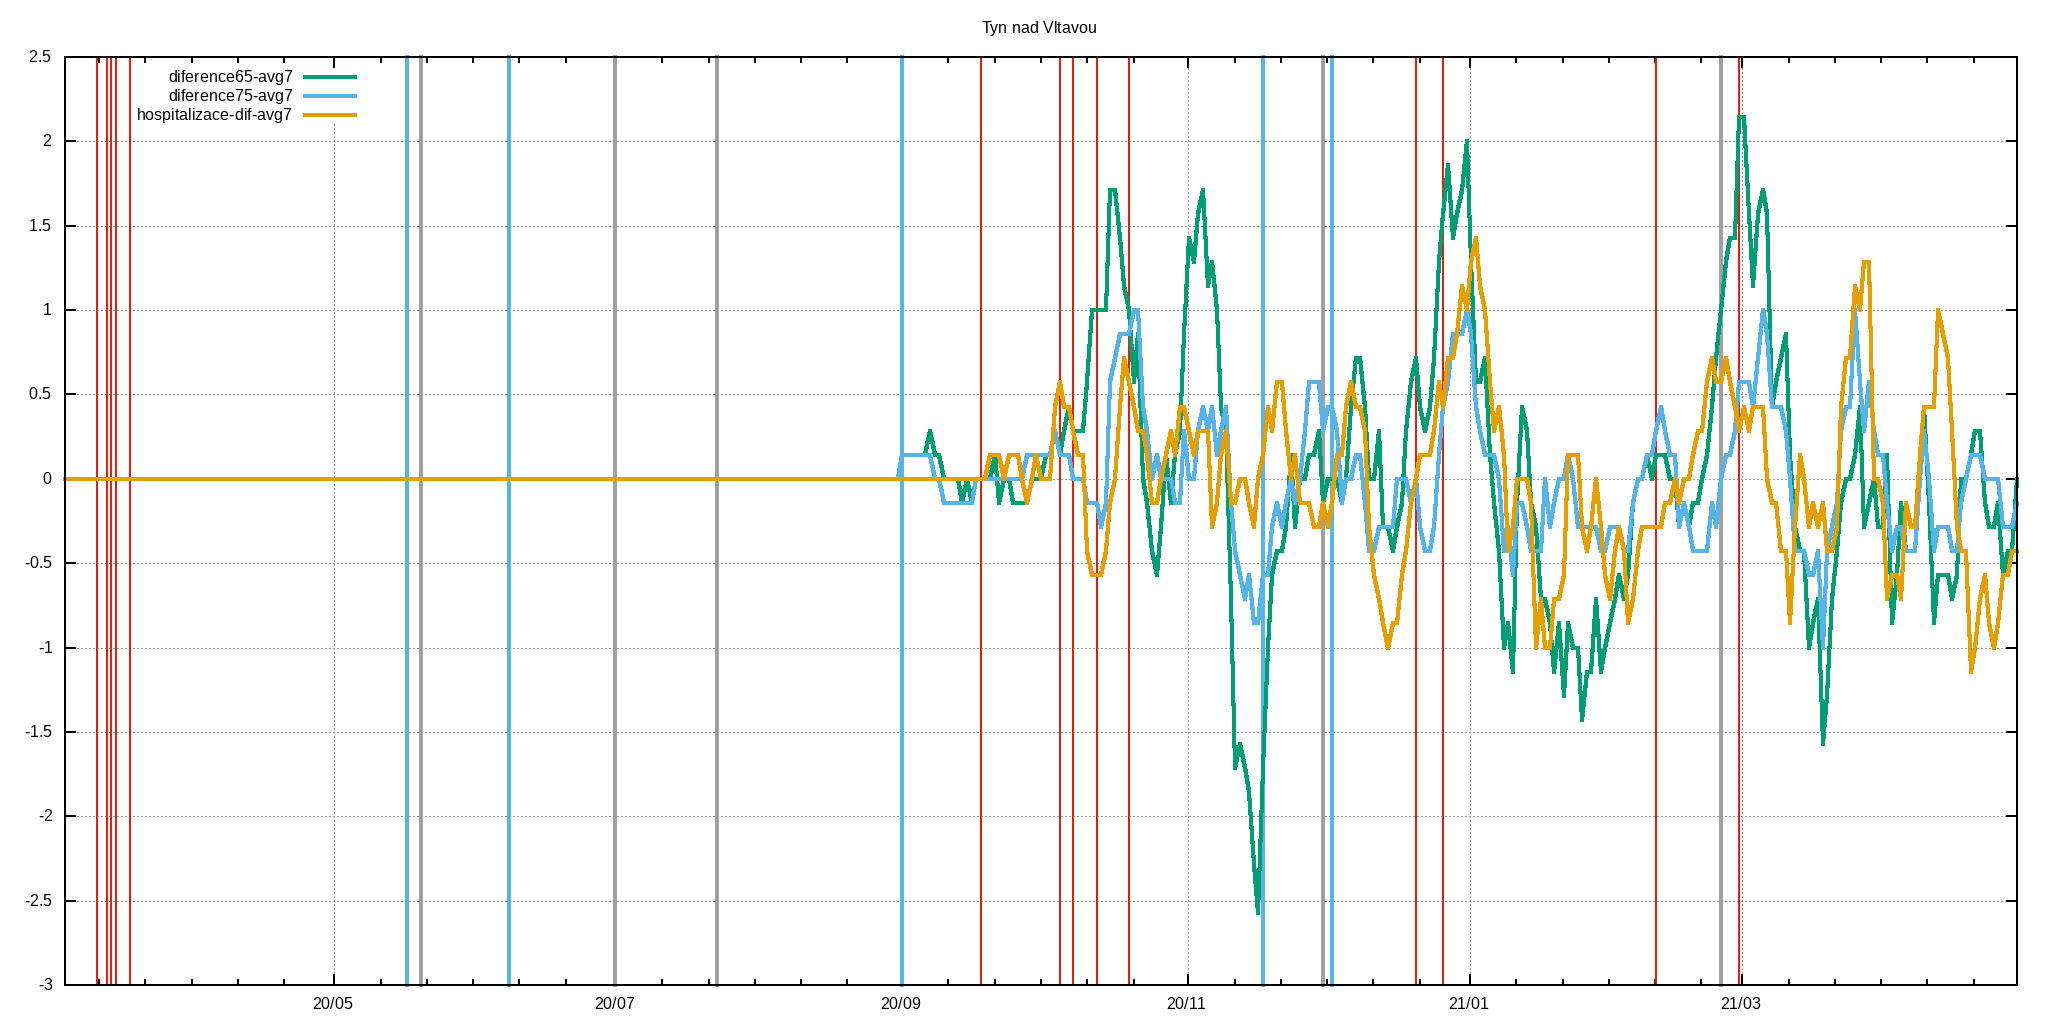 Tyn nad Vltavou
2.5
2
1.5
1
0.5
0
-0.5
-1
-1.5
-2
-2.5
-3
diference65-avg7
diference75-avg7
hospitalizace-dif-avg7
20/05 20/07 20/09 20/11 21/01 21/03